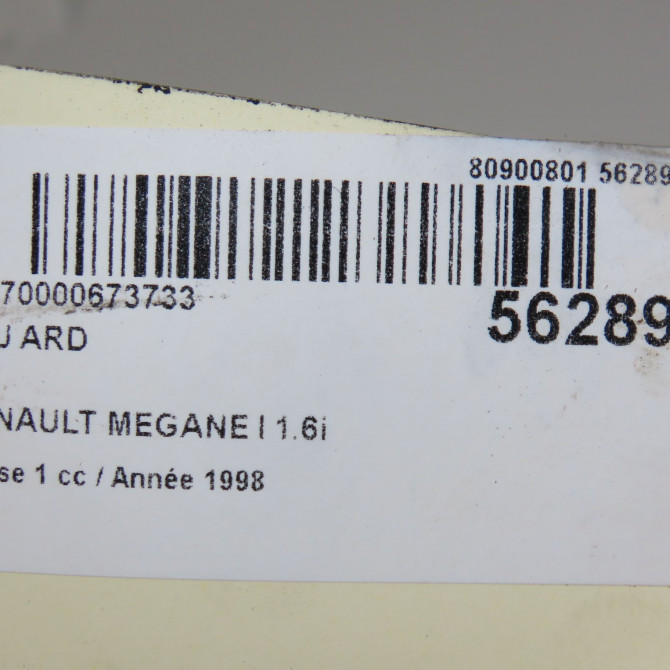 80900801 56289
70000673733
56289
J ARD
NAULT MEGANE I 1.6i
se 1 cc / Année 1998